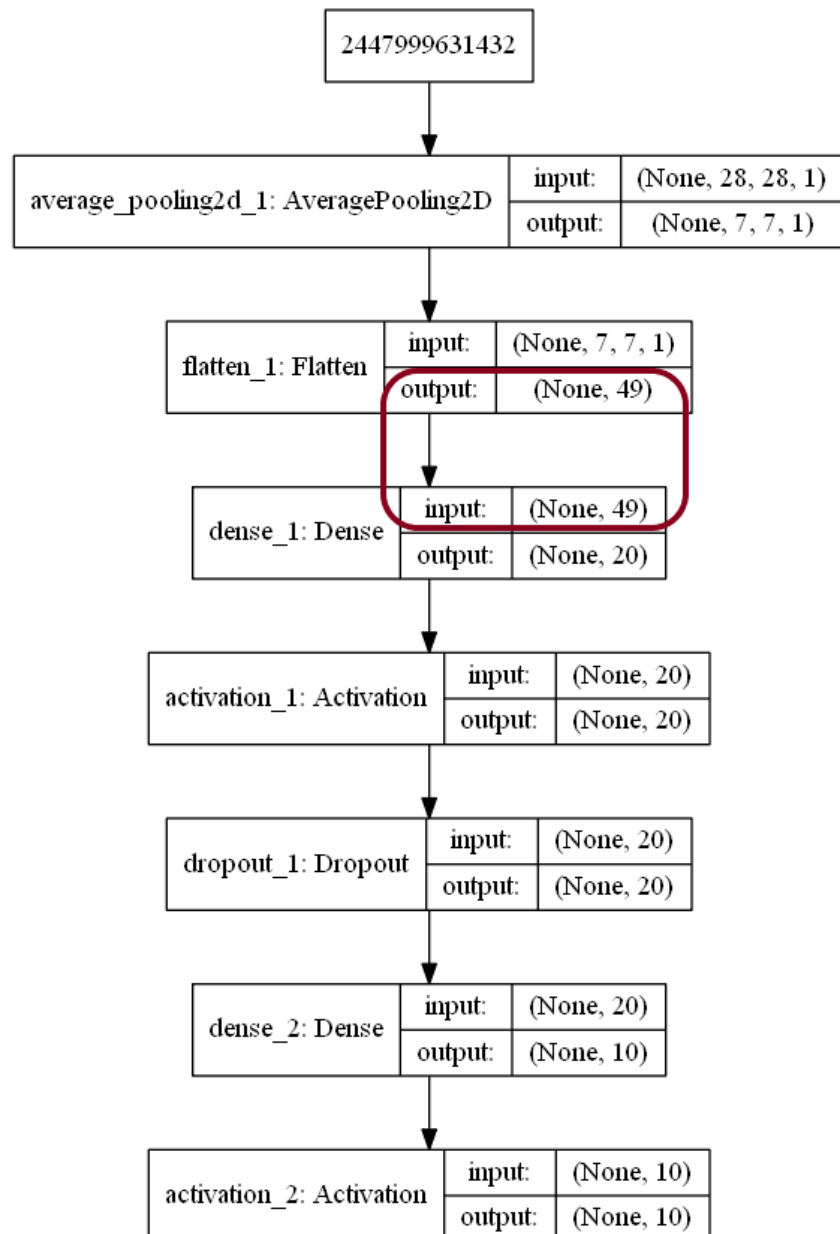 2447999631432
average_pooling2d_1: AveragePooling2D
input: (None, 28, 28, 1)
output: (None, 7, 7, 1)
flatten_1: Flatten
input: (None, 7, 7, 1)
output: (None, 49)
dense_1: Dense
input: (None, 49)
output: (None, 20)
activation_1: Activation
input: (None, 20)
output: (None, 20)
dropout_1: Dropout
input: (None, 20)
output: (None, 20)
dense_2: Dense
input: (None, 20)
output: (None, 10)
activation_2: Activation
input: (None, 10)
output: (None, 10)